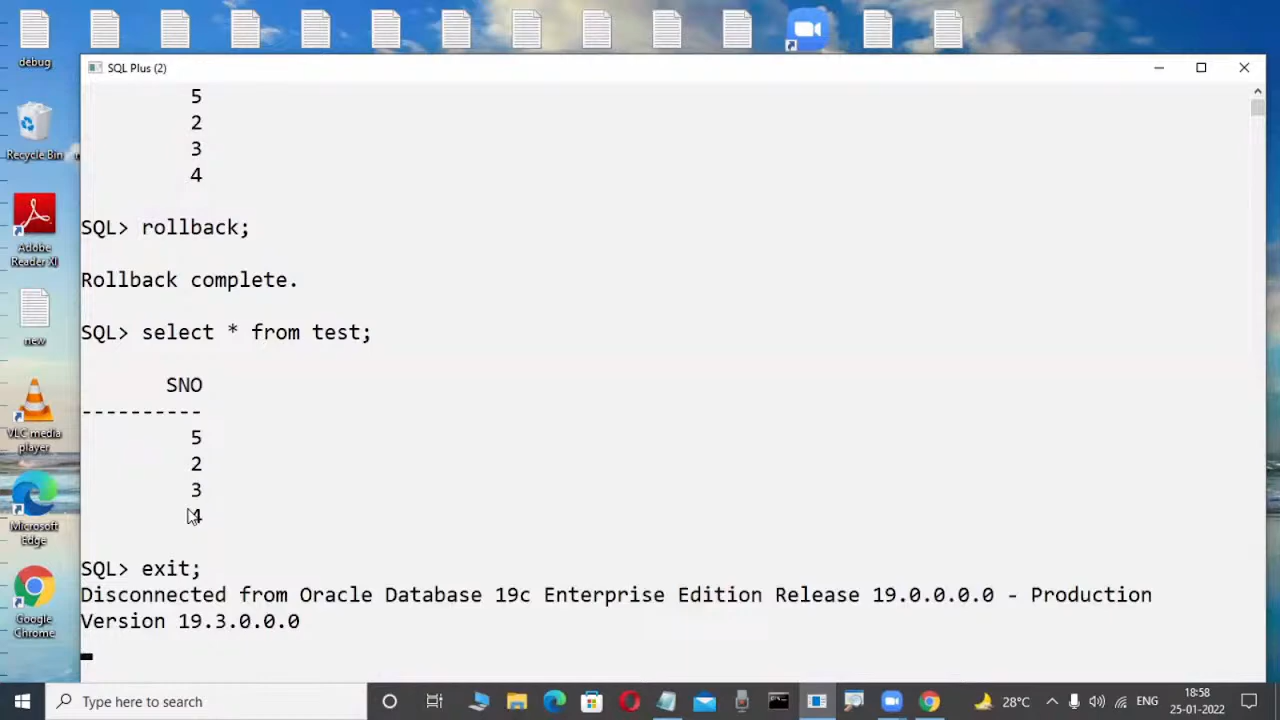 debug
SQL Plus (2)
5
2
3
4
Recycle Bin
SQL> rollback;
Adobe
Reader XI
Rollback complete.
SQL> select * from test;
new
SNO
----------
5
2
3
4
VLC media
player
Microsoft
Edge
SQL> exit;
Disconnected from Oracle Database 19c Enterprise Edition Release 19.0.0.0.0 - Production
Version 19.3.0.0.0
Google
Chrome
Type here to search
28°C
ENG
18:58
25-01-2022